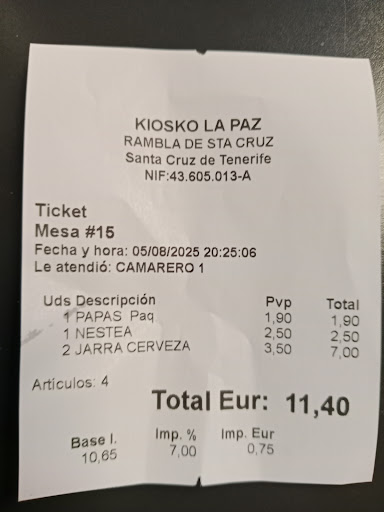 KIOSKO LA PAZ
RAMBLA DE STA CRUZ
Santa Cruz de Tenerife
NIF:43.605.013-A
Ticket
Mesa #15
Fecha y hora: 05/08/2025 20:25:06
Le atendió: CAMARERO 1
Uds Descripción Pvp Total
1 PAPAS Paq 1,90 1,90
1 NESTEA 2,50 2,50
2 JARRA CERVEZA 3,50 7,00
Artículos: 4
Total Eur: 11,40
Base I. Imp. % Imp. Eur
10,65 7,00 0,75